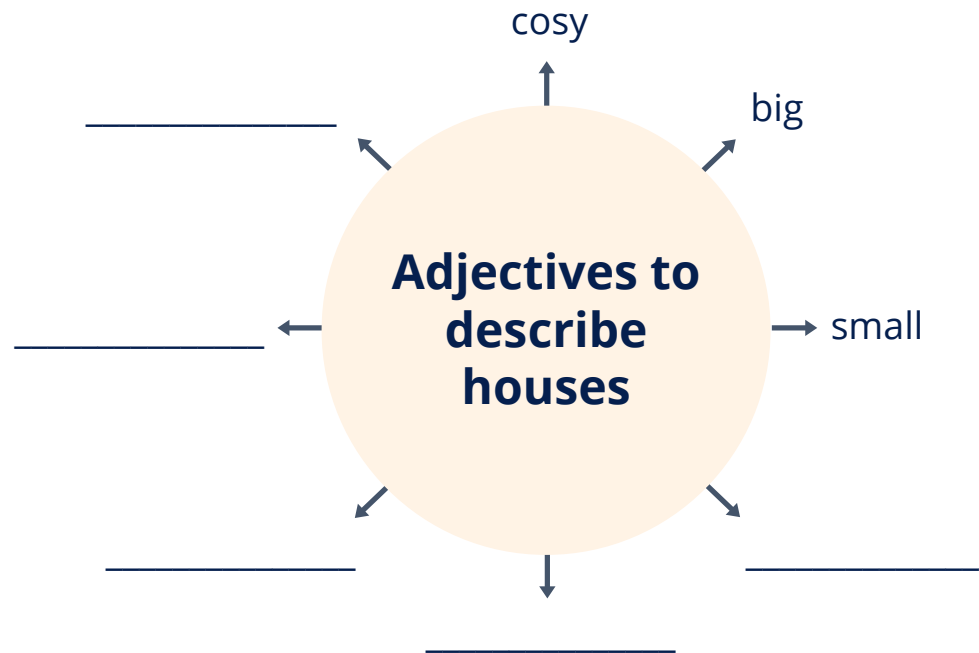 cosy
big
Adjectives to
describe
houses
small